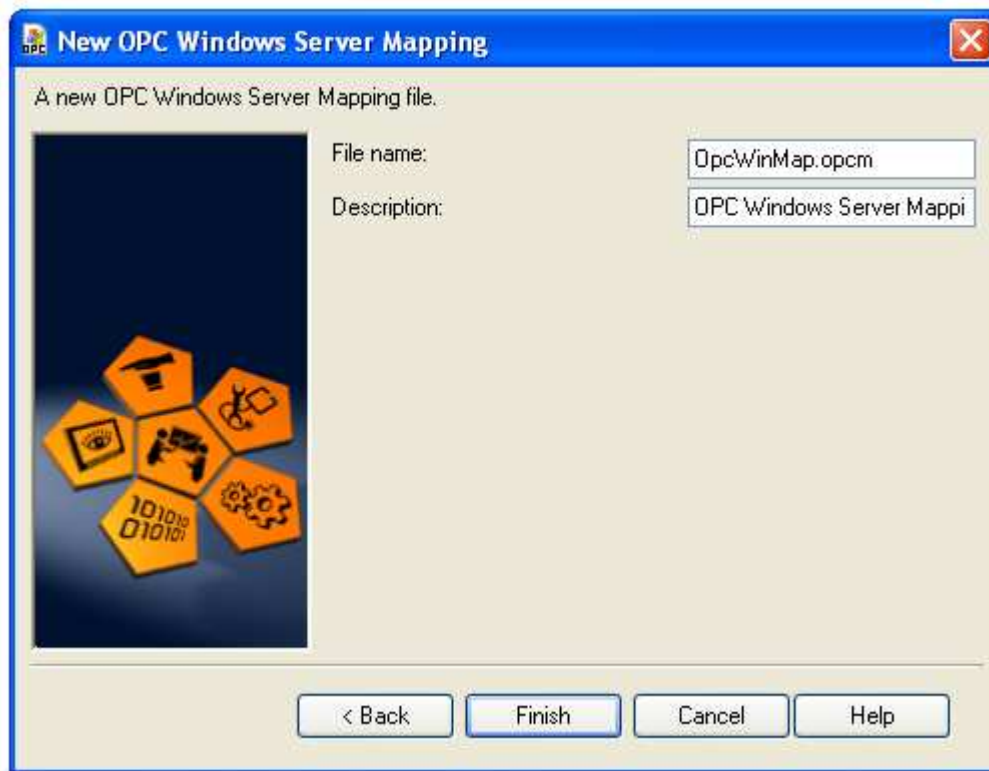 New OPC Windows Server Mapping
A new OPC Windows Server Mapping file.
File name: OpcWinMap.opcm
Description: OPC Windows Server Mappi
101010
010101
< Back Finish Cancel Help